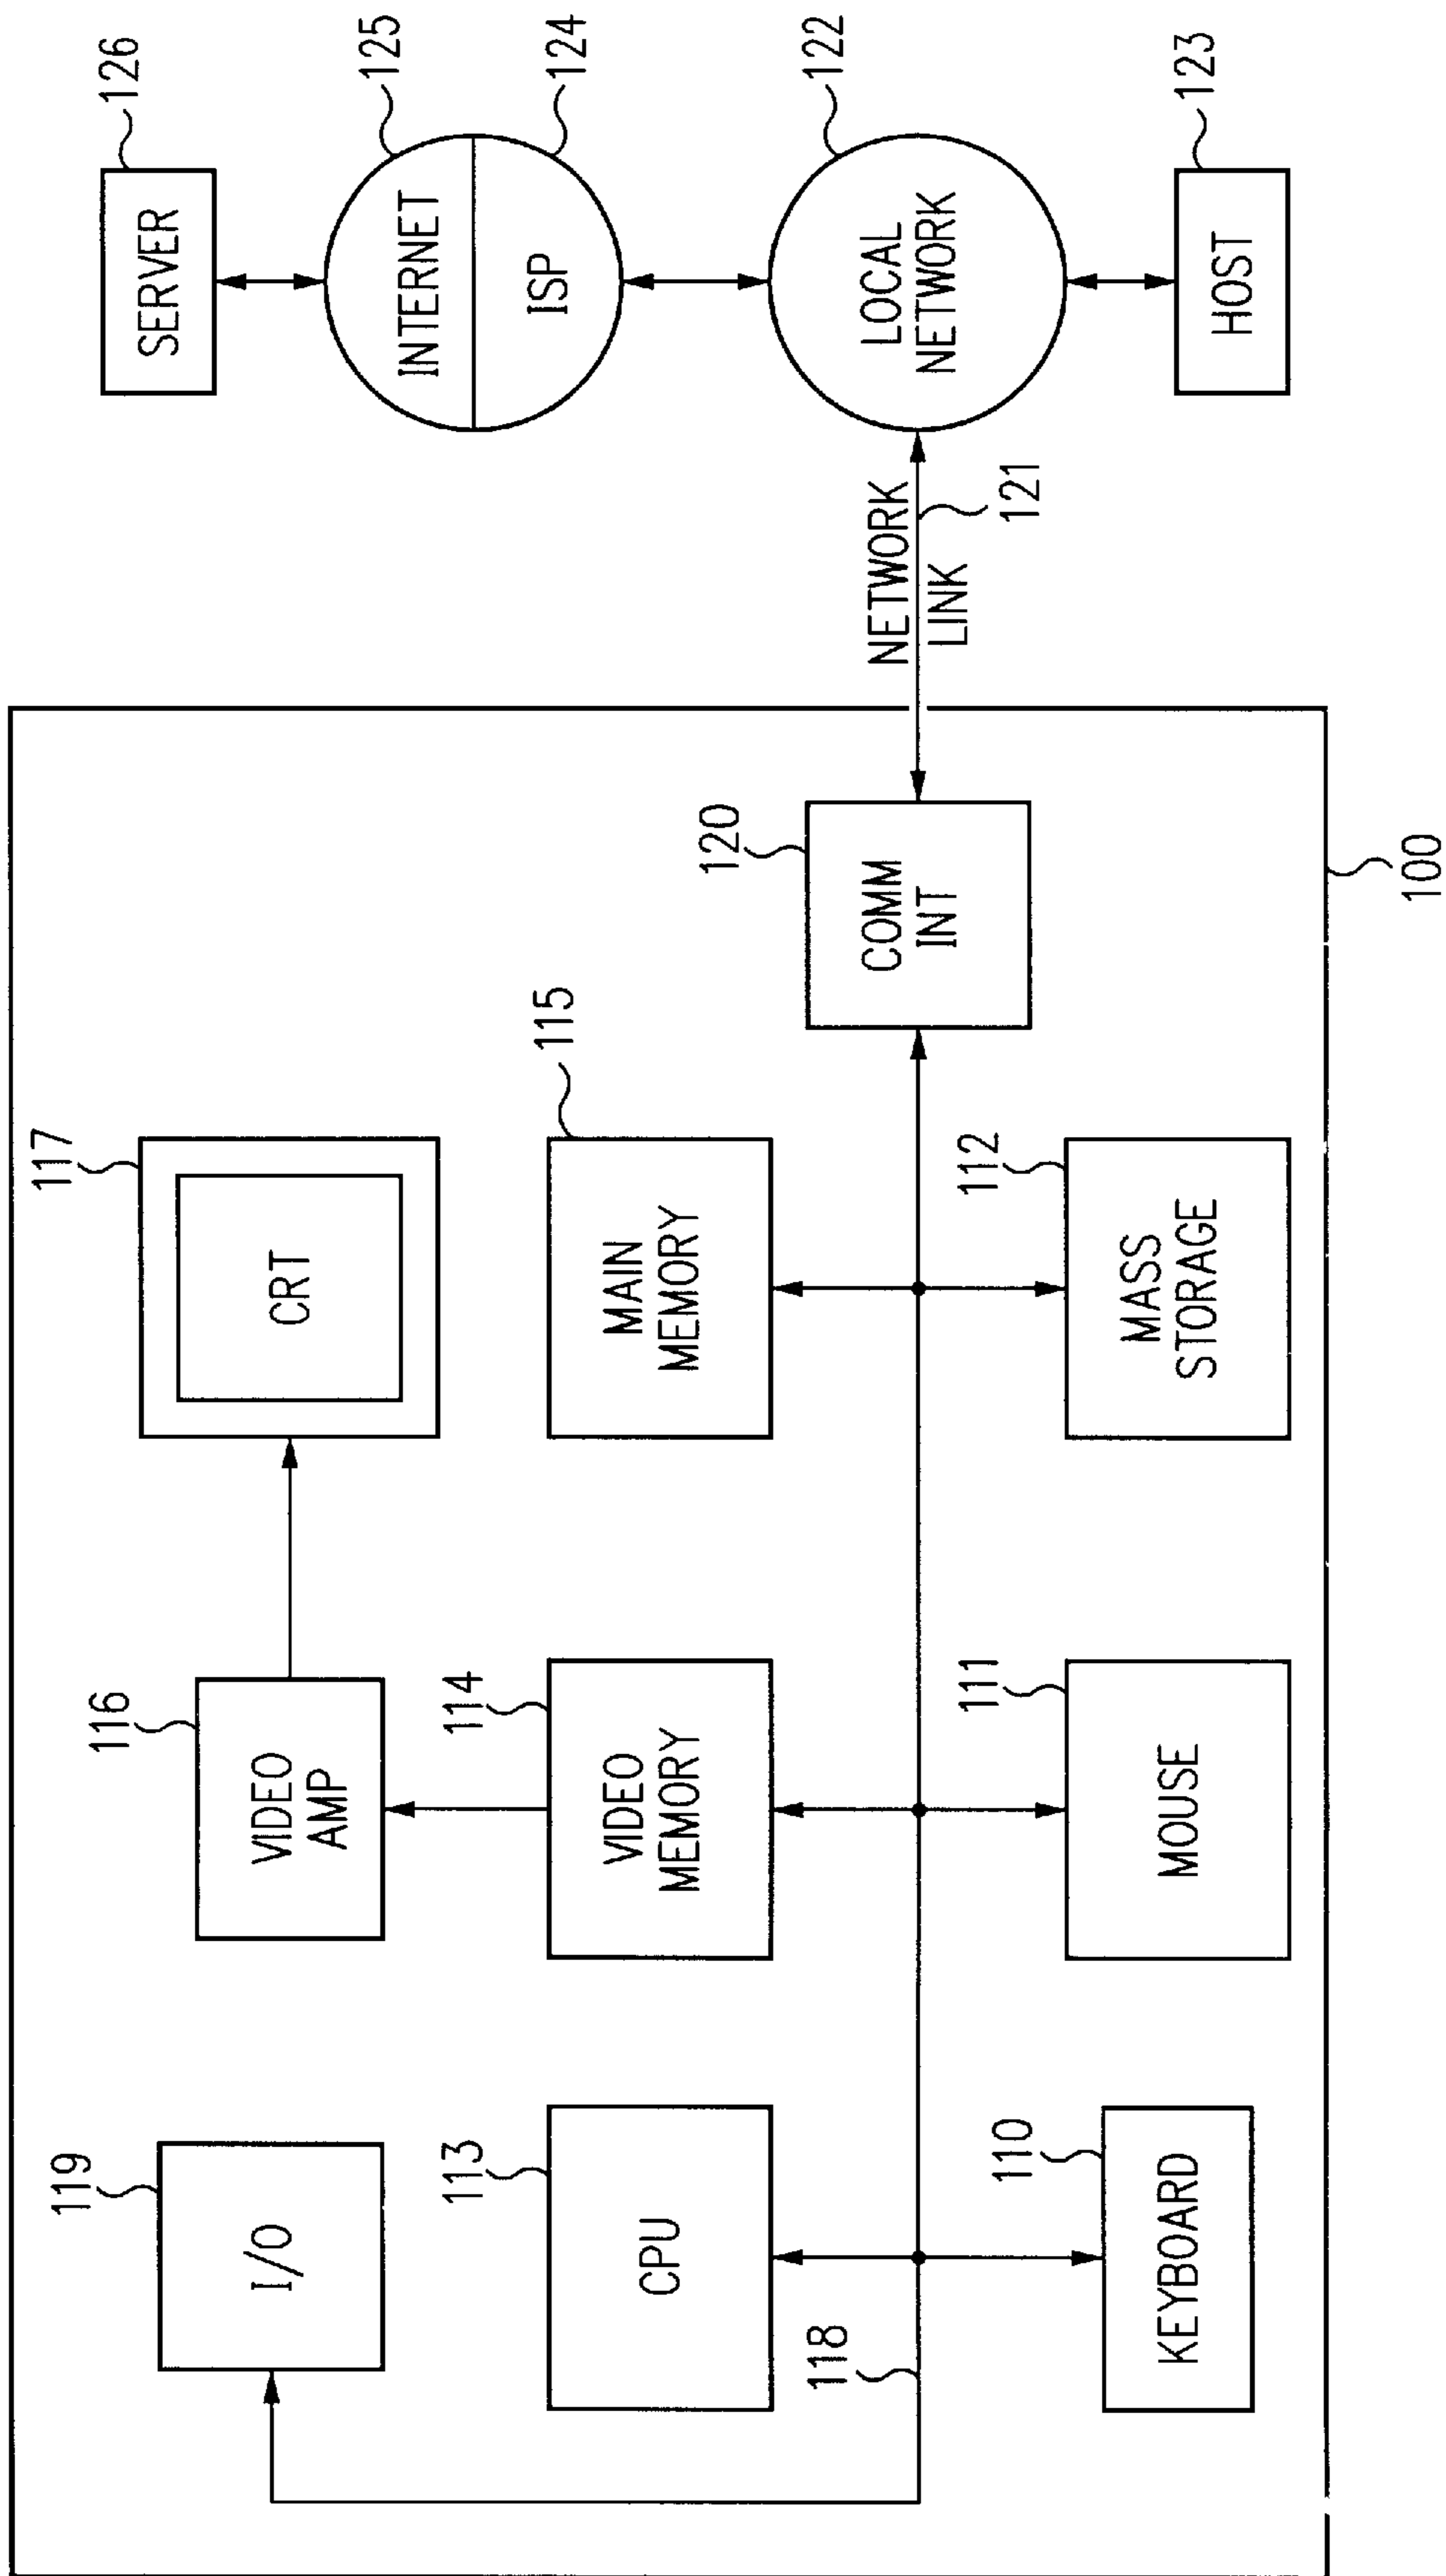 119
I/O
116
VIDEO
AMP
117
CRT
126
SERVER
113
CPU
114
VIDEO
MEMORY
115
MAIN
MEMORY
125
INTERNET
ISP
124
118
120
COMM
INT
NETWORK
LINK
121
122
LOCAL
NETWORK
110
KEYBOARD
111
MOUSE
112
MASS
STORAGE
123
HOST
100